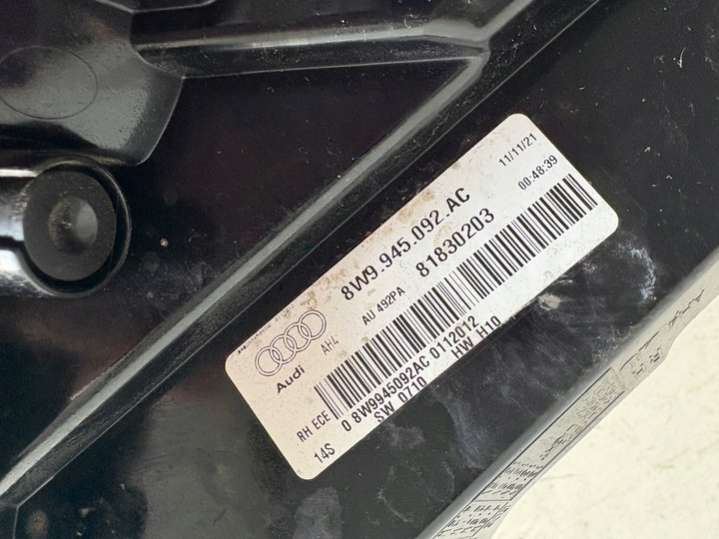 8W9.945.092.AC
11/11/21
AU 492PA
81830203
00:48:39
Audi
AHL
RH ECE
0 8W9945092AC 0112012
14S
SW 0710
HW H10